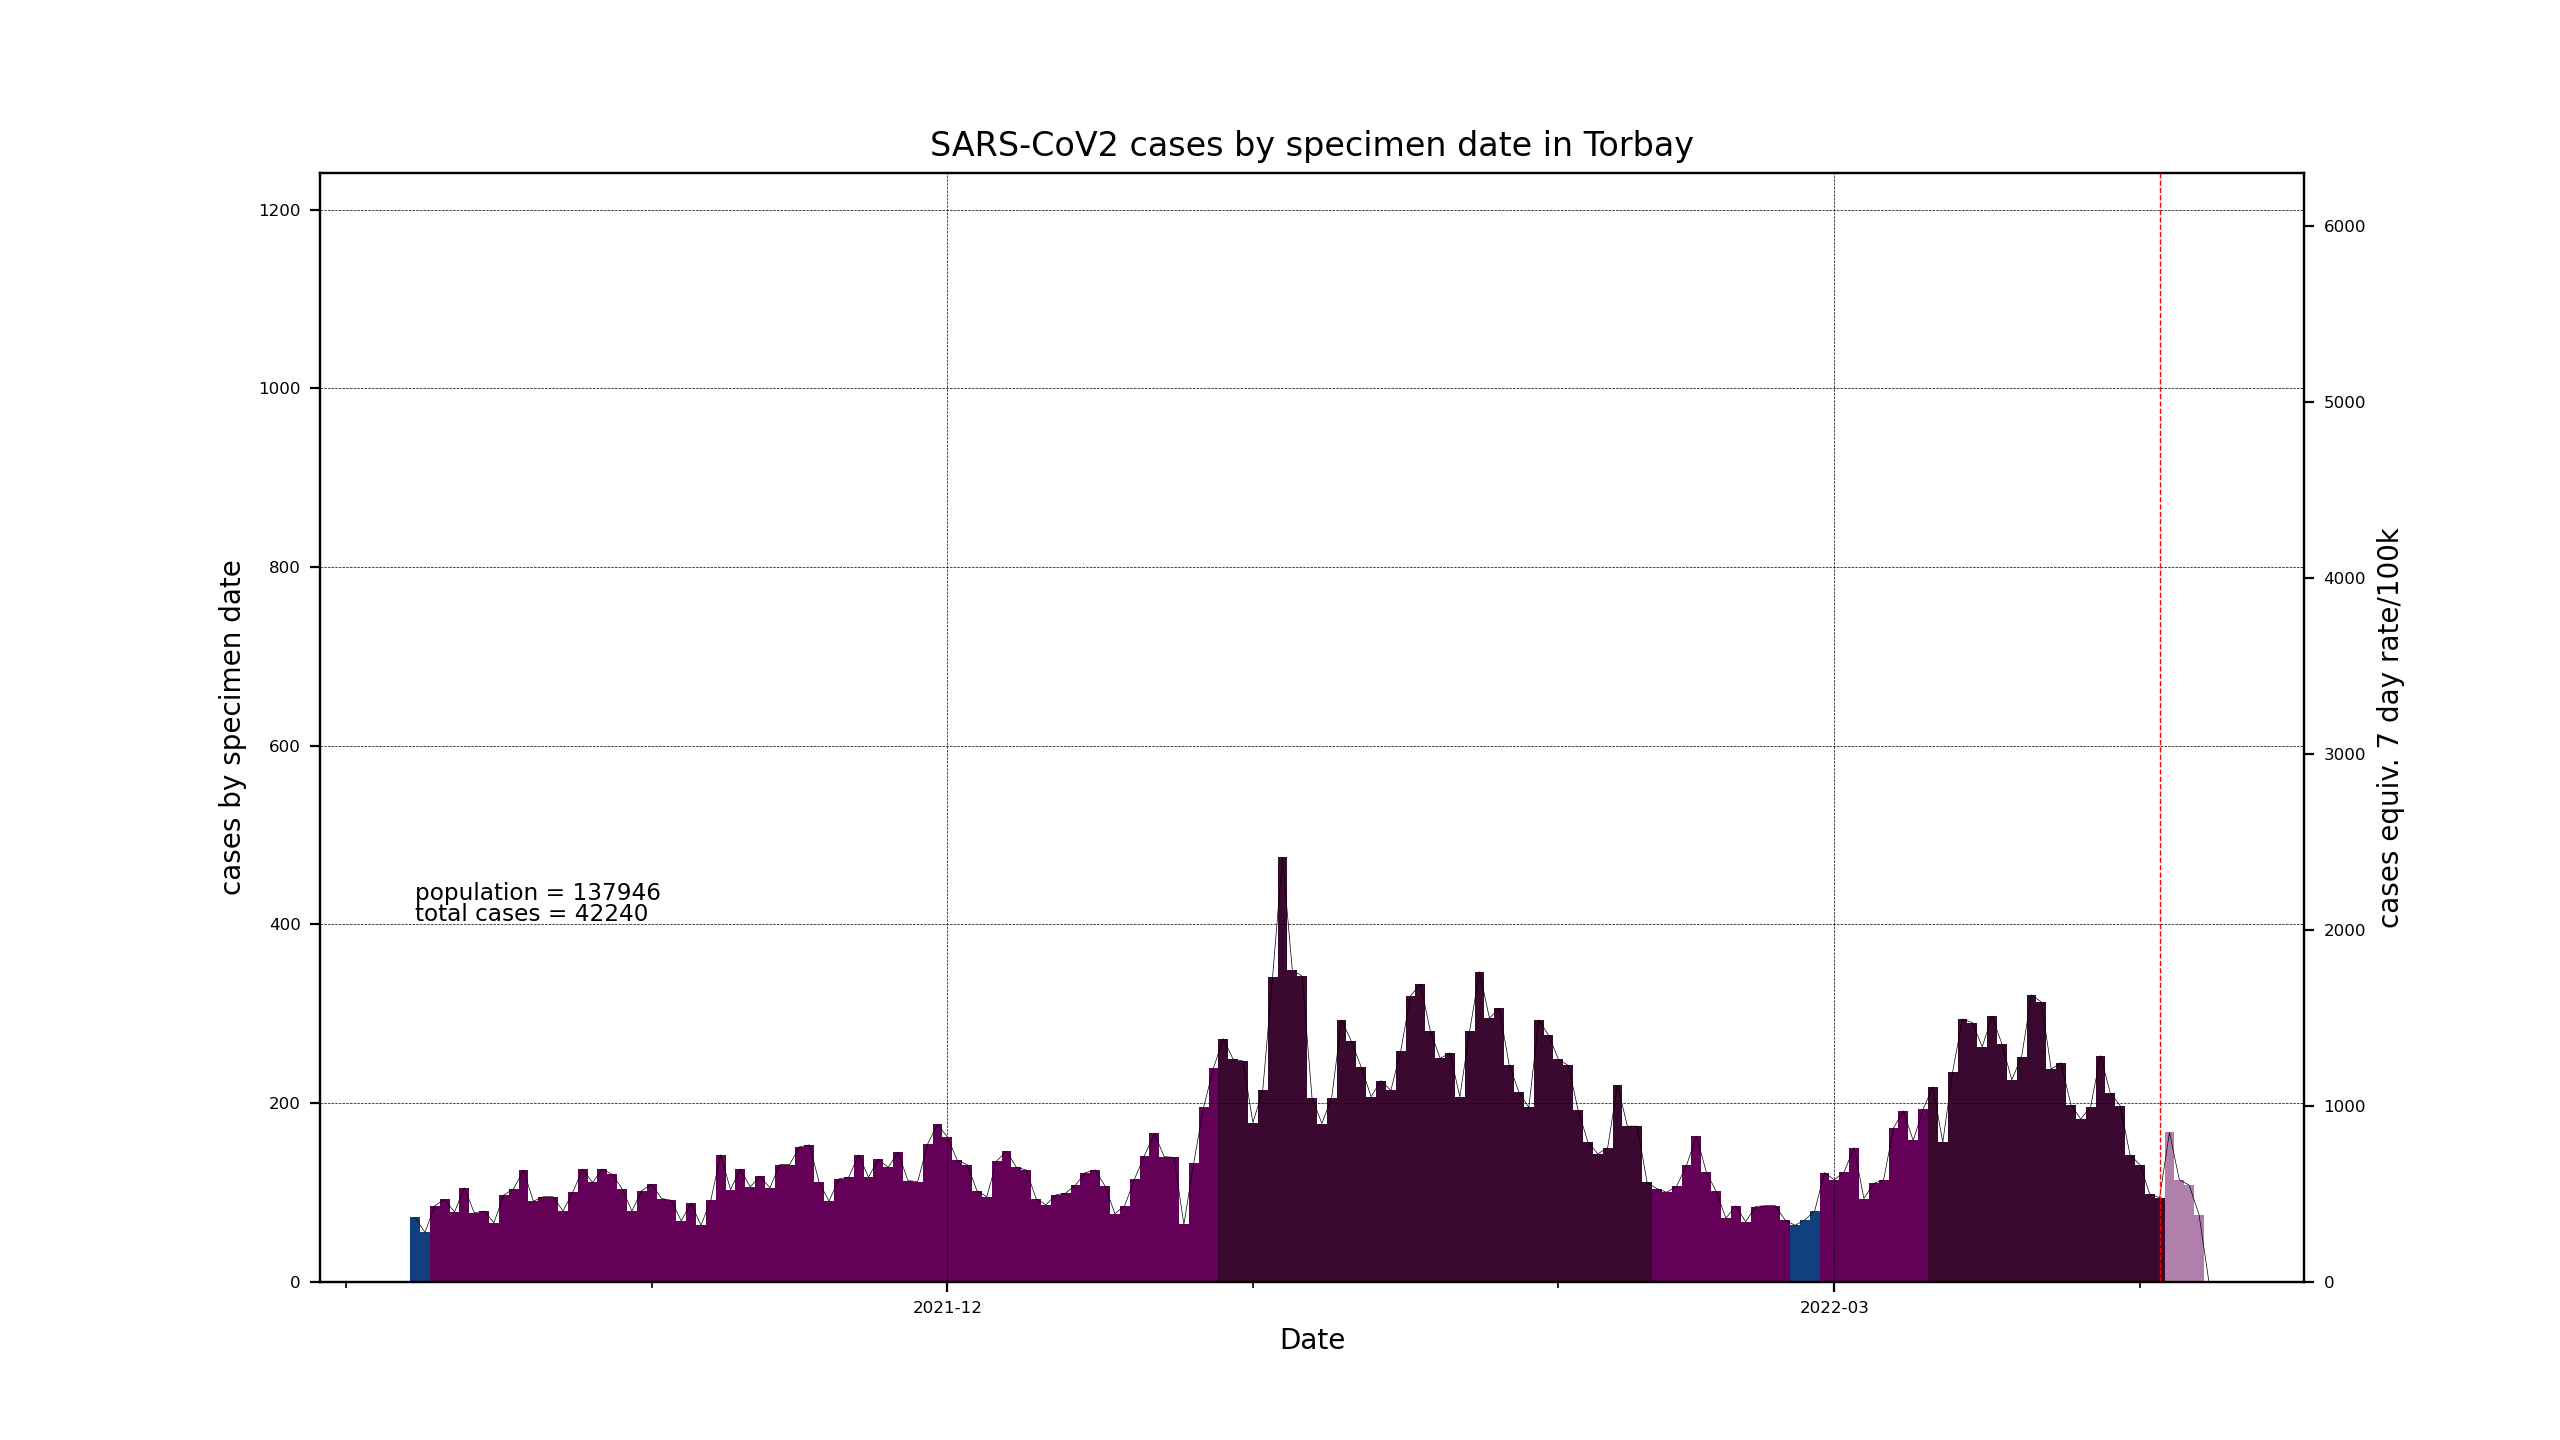 SARS-CoV2 cases by specimen date in Torbay
1200
1000
800
600
400
200
0
cases by specimen date
population = 137946
total cases = 42240
6000
5000
4000
3000
2000
1000
0
cases equiv. 7 day rate/100k
2021-12
2022-03
Date